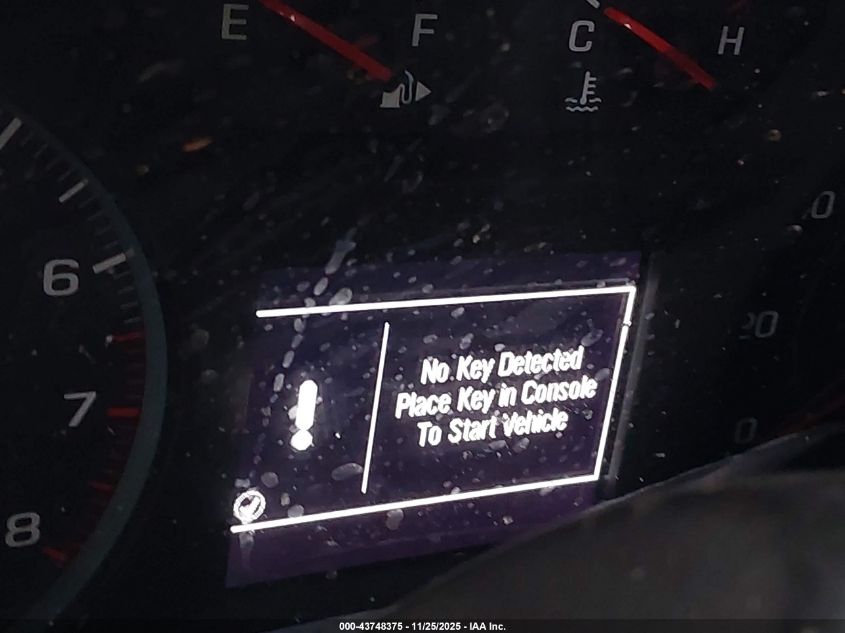 E F C H
6
7
8
0
20
0
No Key Detected
Place Key in Console
To Start Vehicle
000-43748375 - 11/25/2025 - IAA Inc.